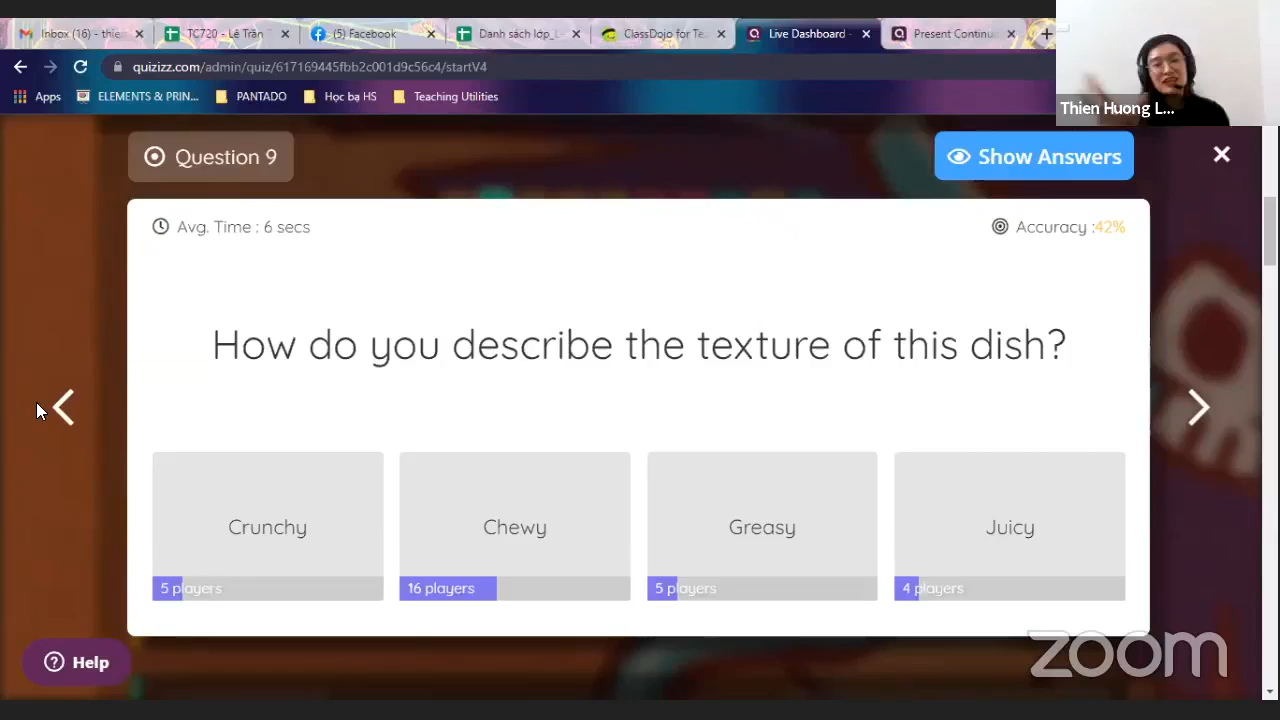 Inbox (16) - thie
TC720 - Lê Trần
(5) Facebook
Danh sách lớp_L
ClassDojo for Te
Live Dashboard -
Present Continu
quizizz.com/admin/quiz/617169445fbb2c001d9c56c4/startV4
Apps
ELEMENTS & PRIN...
PANTADO
Học bạ HS
Teaching Utilities
Thien Huong L...
Question 9
Show Answers
Avg. Time : 6 secs
Accuracy :42%
How do you describe the texture of this dish?
Crunchy
Chewy
Greasy
Juicy
5 players
16 players
5 players
4 players
Help
zoom